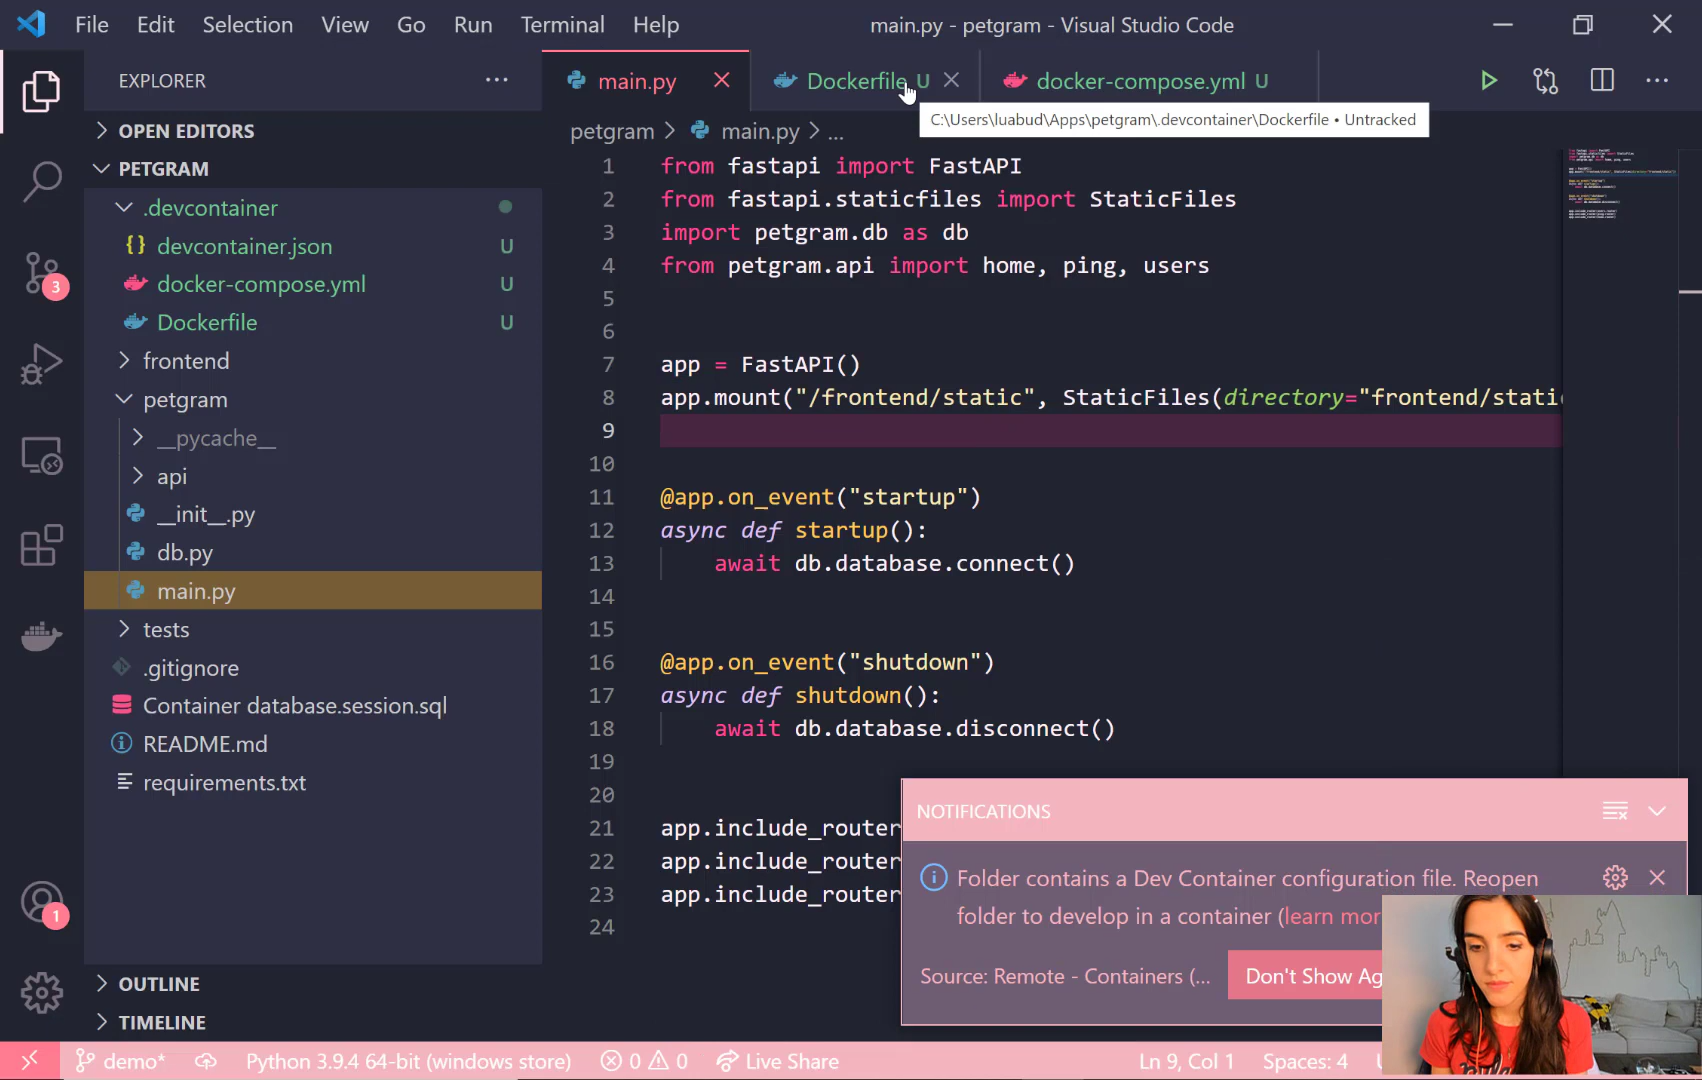 File Edit Selection View Go Run Terminal Help
main.py - petgram - Visual Studio Code
EXPLORER
main.py
Dockerfile U
docker-compose.yml U
C:\Users\luabud\Apps\petgram\.devcontainer\Dockerfile • Untracked
petgram > main.py > ...
OPEN EDITORS
PETGRAM
.devcontainer
devcontainer.json U
docker-compose.yml U
Dockerfile U
frontend
petgram
__pycache__
api
__init__.py
db.py
main.py
tests
.gitignore
Container database.session.sql
README.md
requirements.txt
OUTLINE
TIMELINE
3
1
1 from fastapi import FastAPI
2 from fastapi.staticfiles import StaticFiles
3 import petgram.db as db
4 from petgram.api import home, ping, users
5
6
7 app = FastAPI()
8 app.mount("/frontend/static", StaticFiles(directory="frontend/stati
9
10
11 @app.on_event("startup")
12 async def startup():
13 await db.database.connect()
14
15
16 @app.on_event("shutdown")
17 async def shutdown():
18 await db.database.disconnect()
19
20
21 app.include_router
22 app.include_router
23 app.include_router
24
NOTIFICATIONS
Folder contains a Dev Container configuration file. Reopen
folder to develop in a container (learn mor
Source: Remote - Containers (...
Don't Show Ag
demo* Python 3.9.4 64-bit (windows store) 0 0 Live Share Ln 9, Col 1 Spaces: 4